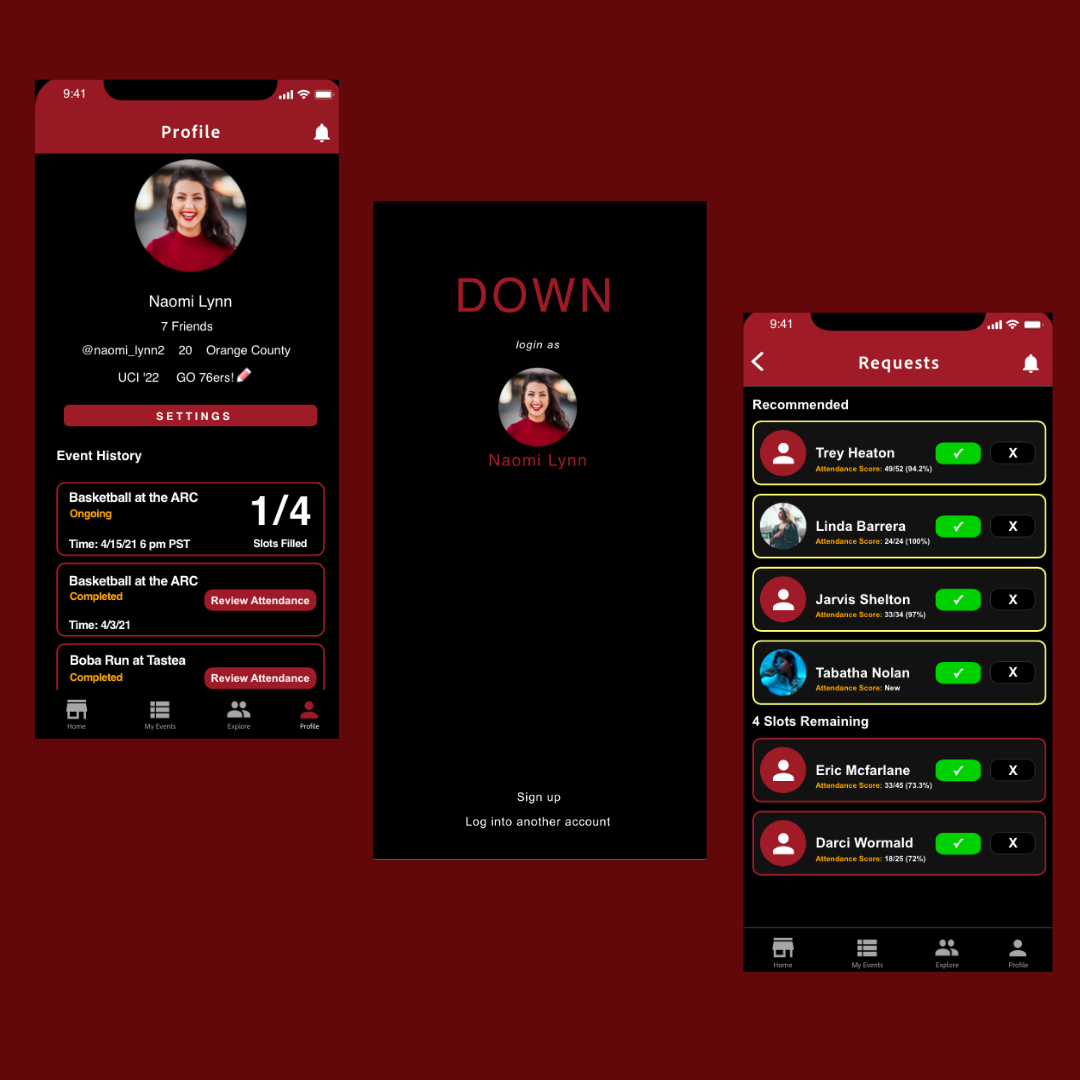 9:41
Profile
Naomi Lynn
7 Friends
@naomi_lynn2 20 Orange County
UCI '22 GO 76ers!
SETTINGS
Event History
Basketball at the ARC
Ongoing
Time: 4/15/21 6 pm PST
1/4
Slots Filled
Basketball at the ARC
Completed
Review Attendance
Time: 4/3/21
Boba Run at Tastea
Completed
Review Attendance
Home My Events Explore Profile
DOWN
login as
Naomi Lynn
Sign up
Log into another account
9:41
Requests
Recommended
Trey Heaton
Attendance Score: 49/52 (94.2%)
✓ X
Linda Barrera
Attendance Score: 24/24 (100%)
✓ X
Jarvis Shelton
Attendance Score: 33/34 (97%)
✓ X
Tabatha Nolan
Attendance Score: New
✓ X
4 Slots Remaining
Eric Mcfarlane
Attendance Score: 33/45 (73.3%)
✓ X
Darci Wormald
Attendance Score: 18/25 (72%)
✓ X
Home My Events Explore Profile